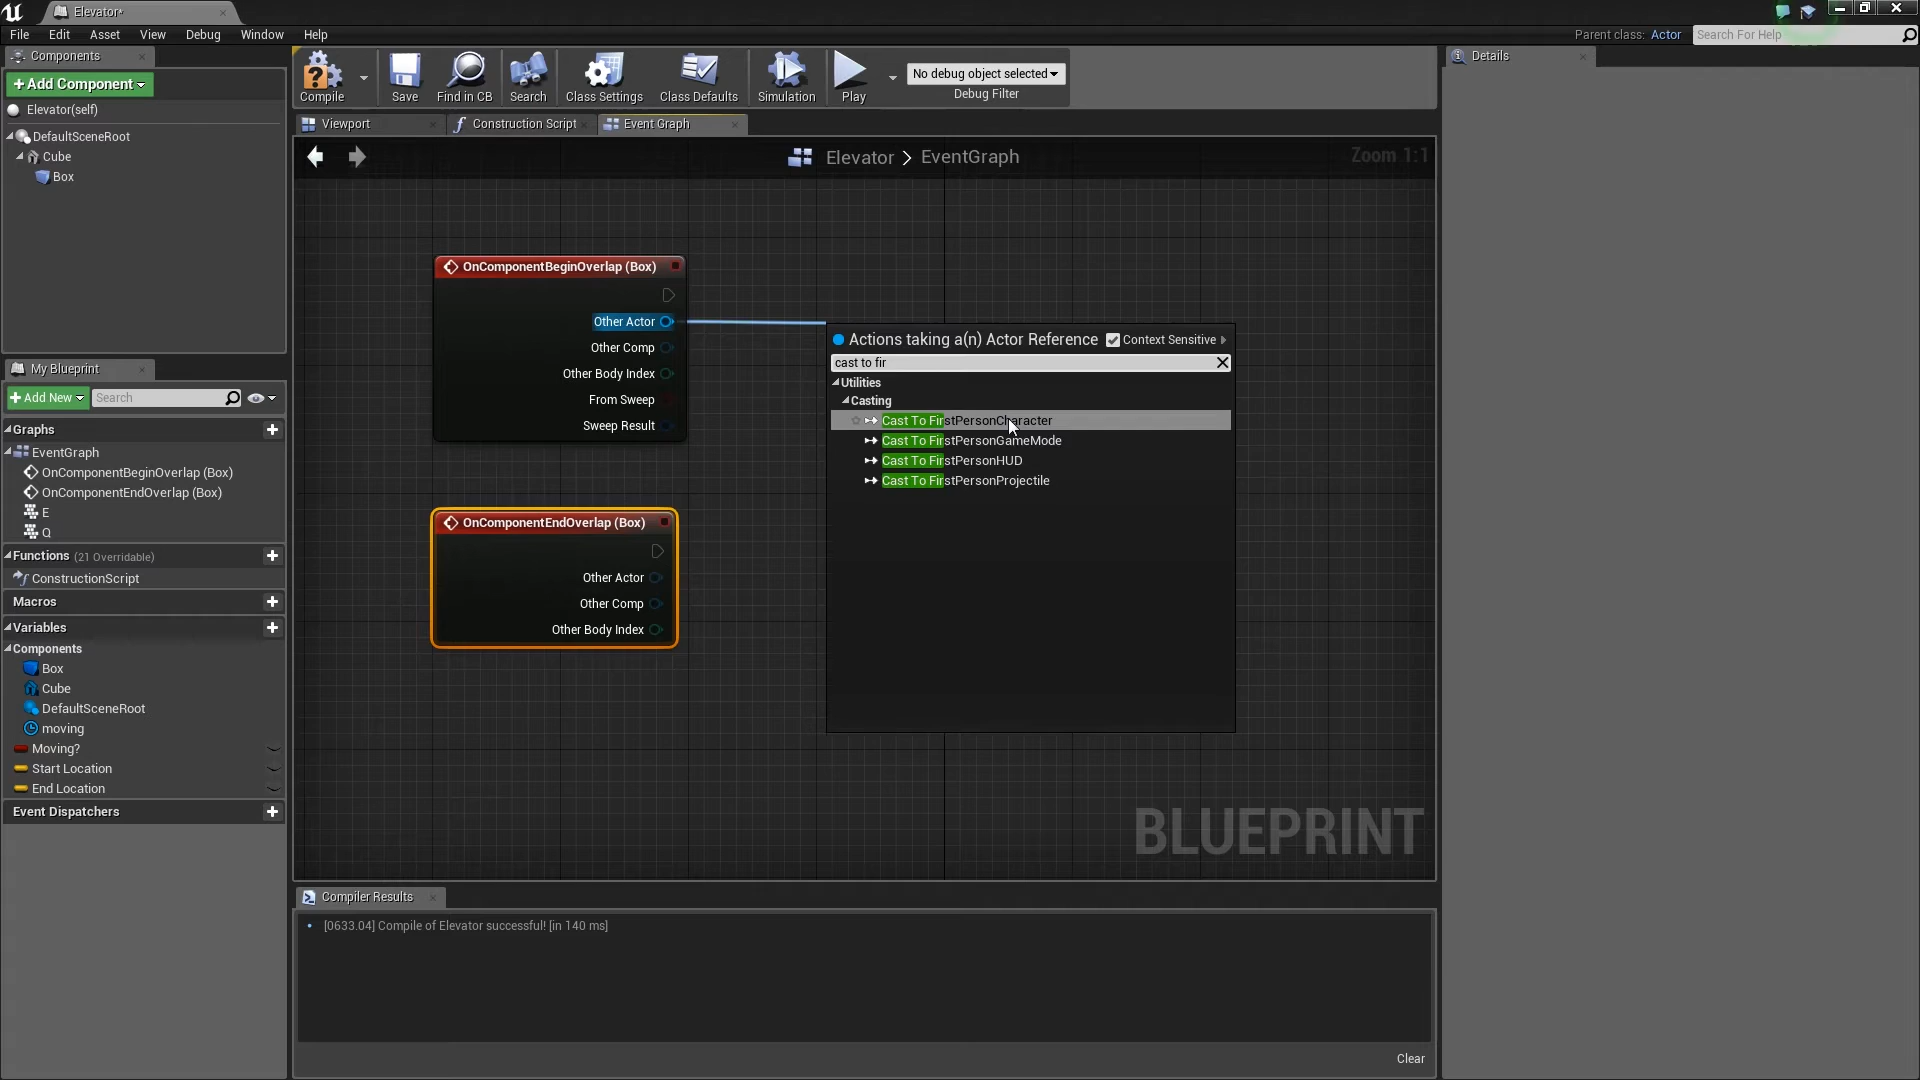 Elevator*
File Edit Asset View Debug Window Help
Parent class: Actor
Search For Help
Components
+Add Component
Elevator(self)
DefaultSceneRoot
Cube
Box
Compile
Save
Find in CB
Search
Class Settings
Class Defaults
Simulation
Play
No debug object selected
Debug Filter
Details
Viewport
Construction Script
Event Graph
Elevator > EventGraph
Zoom 1:1
OnComponentBeginOverlap (Box)
Other Actor
Other Comp
Other Body Index
From Sweep
Sweep Result
OnComponentEndOverlap (Box)
Other Actor
Other Comp
Other Body Index
Actions taking a(n) Actor Reference
Context Sensitive
cast to fir
Utilities
Casting
Cast To FirstPersonCharacter
Cast To FirstPersonGameMode
Cast To FirstPersonHUD
Cast To FirstPersonProjectile
BLUEPRINT
My Blueprint
+Add New
Search
Graphs
EventGraph
OnComponentBeginOverlap (Box)
OnComponentEndOverlap (Box)
E
Q
Functions (21 Overridable)
ConstructionScript
Macros
Variables
Components
Box
Cube
DefaultSceneRoot
moving
Moving?
Start Location
End Location
Event Dispatchers
Compiler Results
[0633.04] Compile of Elevator successful! [in 140 ms]
Clear